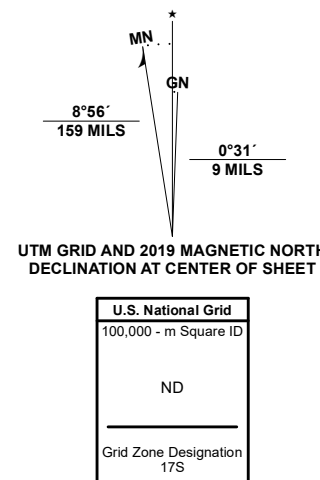 ★
MN
GN
8°56´
159 MILS
0°31´
9 MILS
UTM GRID AND 2019 MAGNETIC NORTH
DECLINATION AT CENTER OF SHEET
U.S. National Grid
100,000 - m Square ID
ND
Grid Zone Designation
17S